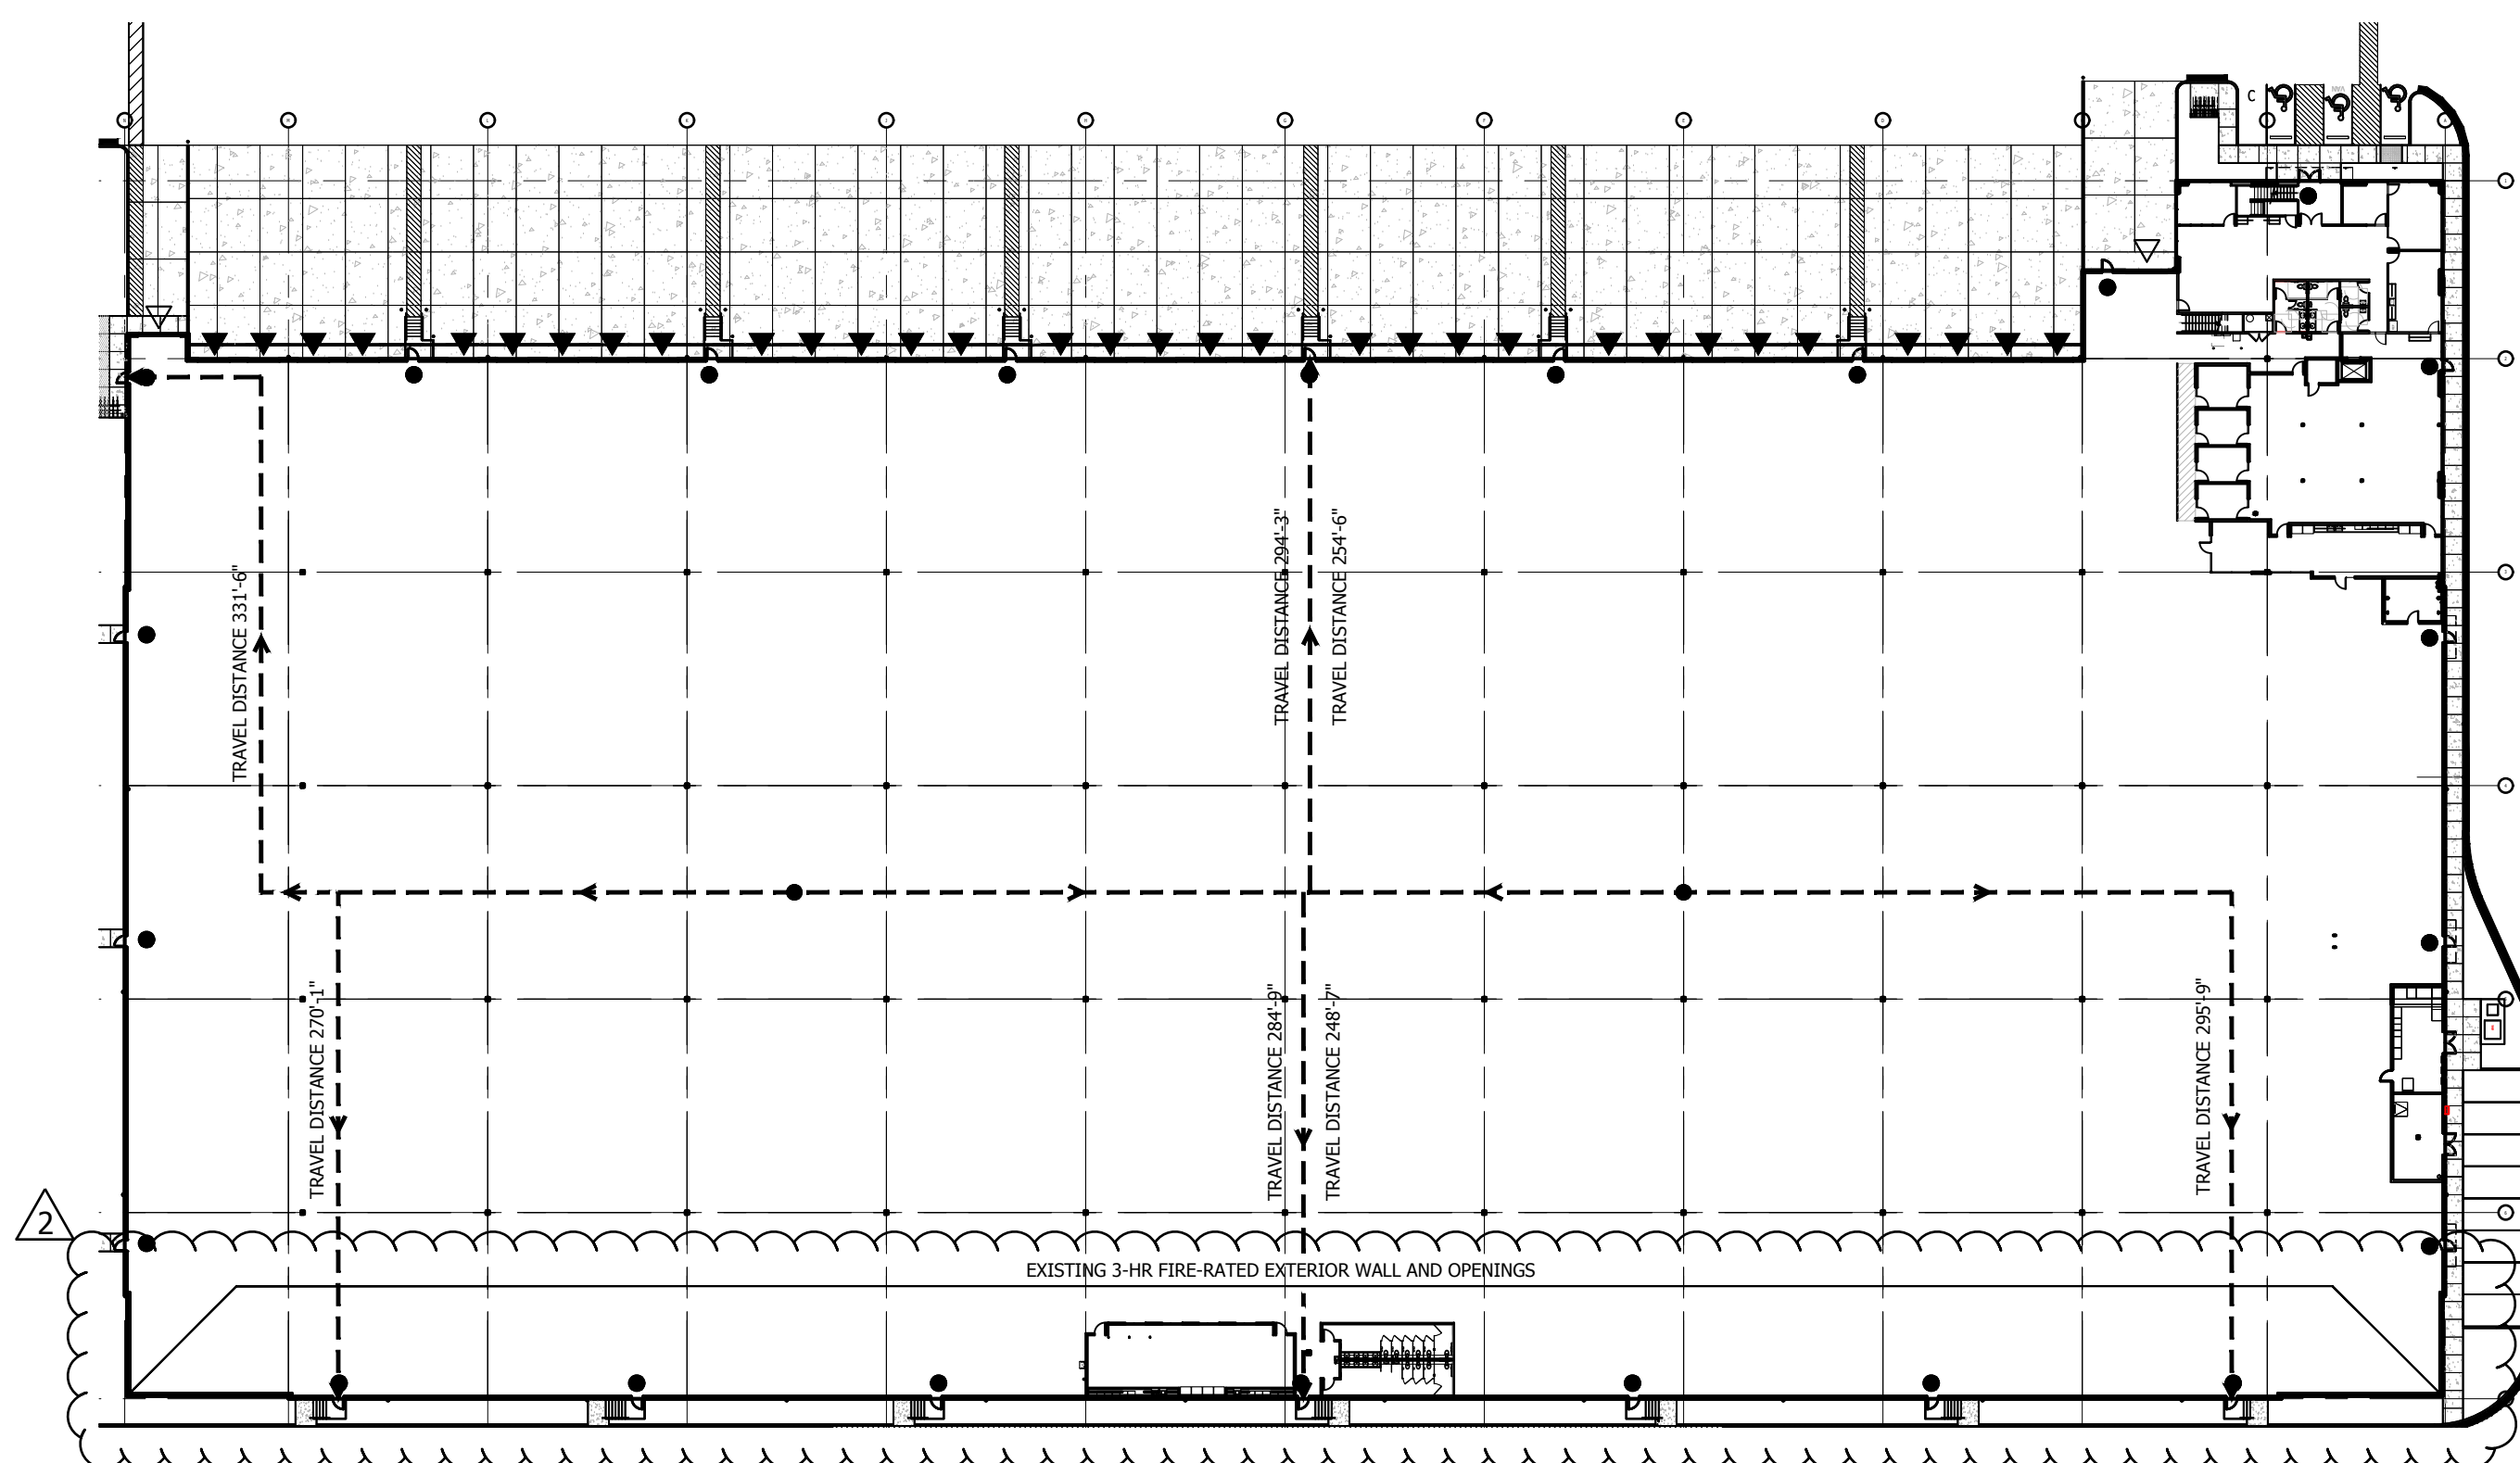 C
TRAVEL DISTANCE 331'-6"
TRAVEL DISTANCE 294'-3"
TRAVEL DISTANCE 254'-6"
TRAVEL DISTANCE 270'-1"
TRAVEL DISTANCE 284'-9"
TRAVEL DISTANCE 248'-7"
TRAVEL DISTANCE 295'-9"
2
EXISTING 3-HR FIRE-RATED EXTERIOR WALL AND OPENINGS